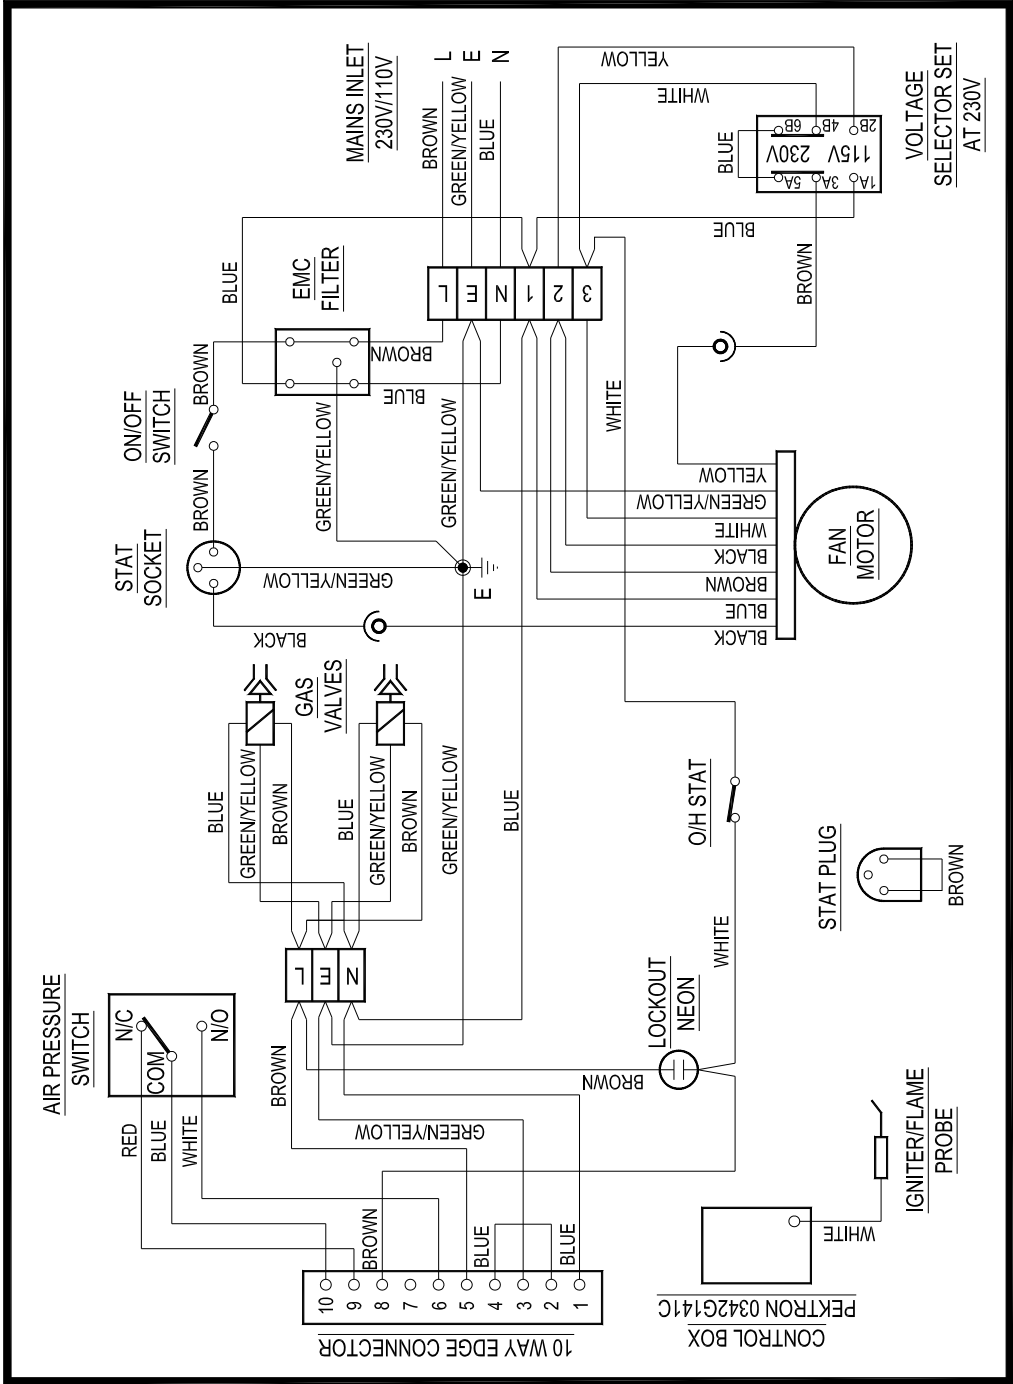 MAINS INLET
230V/110V
L
E
N
BROWN
GREEN/YELLOW
BLUE
YELLOW
WHITE
VOLTAGE
SELECTOR SET
AT 230V
BLUE
6B
4B
2B
230V
115V
5A
3A
1A
BLUE
BROWN
BLUE
EMC
FILTER
L
E
N
1
2
3
BROWN
BLUE
ON/OFF
SWITCH
BROWN
BROWN
GREEN/YELLOW
GREEN/YELLOW
WHITE
STAT
SOCKET
GREEN/YELLOW
E
BLACK
YELLOW
GREEN/YELLOW
WHITE
BLACK
BROWN
BLUE
BLACK
FAN
MOTOR
GAS
VALVES
BLUE
GREEN/YELLOW
BROWN
BLUE
GREEN/YELLOW
BROWN
GREEN/YELLOW
BLUE
O/H STAT
STAT PLUG
BROWN
WHITE
L
E
N
AIR PRESSURE
SWITCH
N/C
COM
N/O
RED
BLUE
WHITE
BROWN
LOCKOUT
NEON
BROWN
GREEN/YELLOW
BROWN
BLUE
BLUE
10
9
8
7
6
5
4
3
2
1
10 WAY EDGE CONNECTOR
IGNITER/FLAME
PROBE
WHITE
CONTROL BOX
PEKTRON 0342G141C